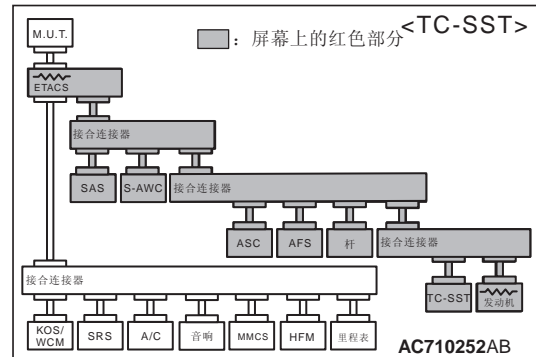 <TC-SST>
M.U.T.
：屏幕上的红色部分
ETACS
接合连接器
SAS
S-AWC
接合连接器
ASC
AFS
杆
接合连接器
TC-SST
发动机
接合连接器
KOS/
WCM
SRS
A/C
音响
MMCS
HFM
里程表
AC710252AB